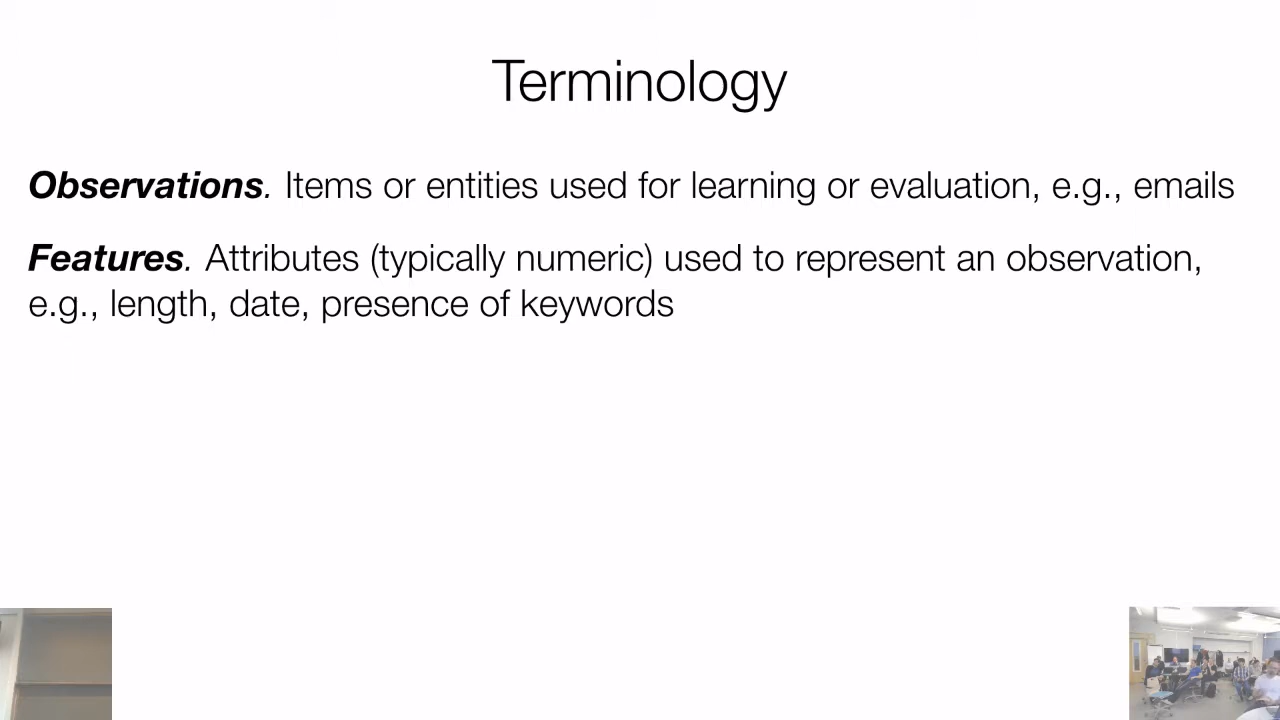 Terminology
Observations. Items or entities used for learning or evaluation, e.g., emails
Features. Attributes (typically numeric) used to represent an observation,
e.g., length, date, presence of keywords